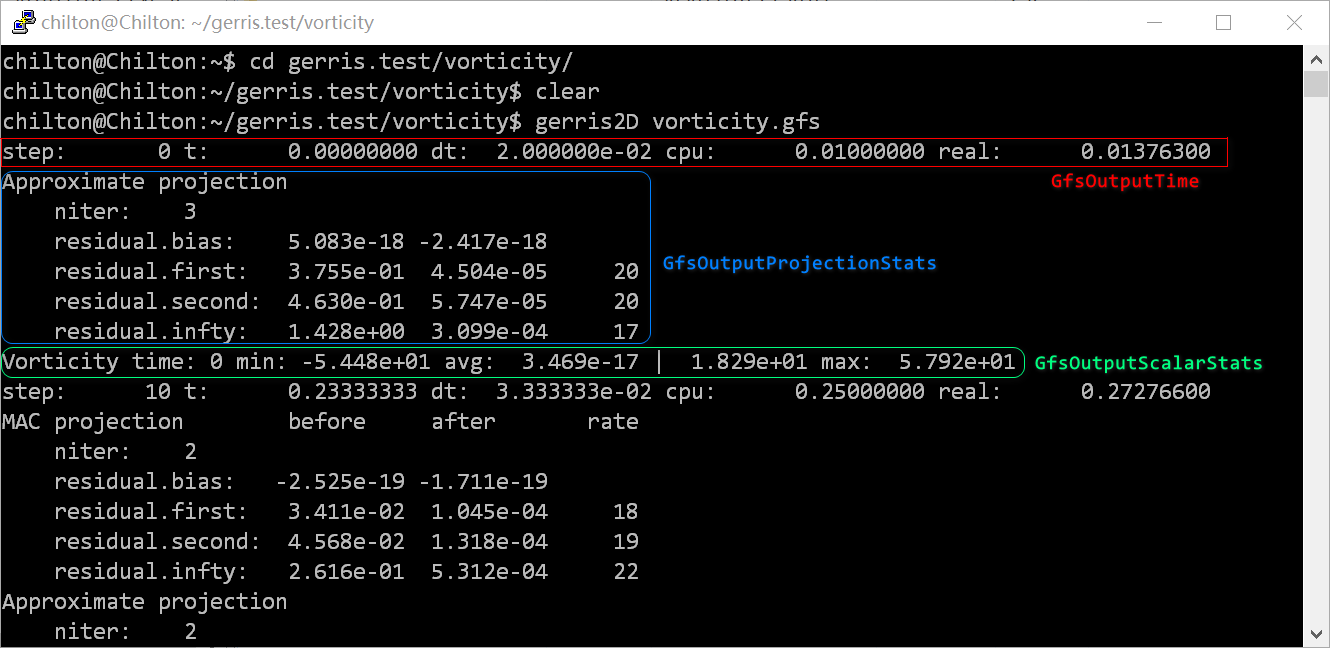 chilton@Chilton: ~/gerris.test/vorticity
chilton@Chilton:~$ cd gerris.test/vorticity/
chilton@Chilton:~/gerris.test/vorticity$ clear
chilton@Chilton:~/gerris.test/vorticity$ gerris2D vorticity.gfs
step:       0 t:      0.00000000 dt:  2.000000e-02 cpu:      0.01000000 real:      0.01376300
GfsOutputTime
Approximate projection
    niter:    3
    residual.bias:    5.083e-18 -2.417e-18
    residual.first:   3.755e-01  4.504e-05     20
    residual.second:  4.630e-01  5.747e-05     20
    residual.infty:   1.428e+00  3.099e-04     17
GfsOutputProjectionStats
Vorticity time: 0 min: -5.448e+01 avg:  3.469e-17 |  1.829e+01 max:  5.792e+01
GfsOutputScalarStats
step:      10 t:      0.23333333 dt:  3.333333e-02 cpu:      0.25000000 real:      0.27276600
MAC projection        before     after       rate
    niter:    2
    residual.bias:   -2.525e-19 -1.711e-19
    residual.first:   3.411e-02  1.045e-04     18
    residual.second:  4.568e-02  1.318e-04     19
    residual.infty:   2.616e-01  5.312e-04     22
Approximate projection
    niter:    2